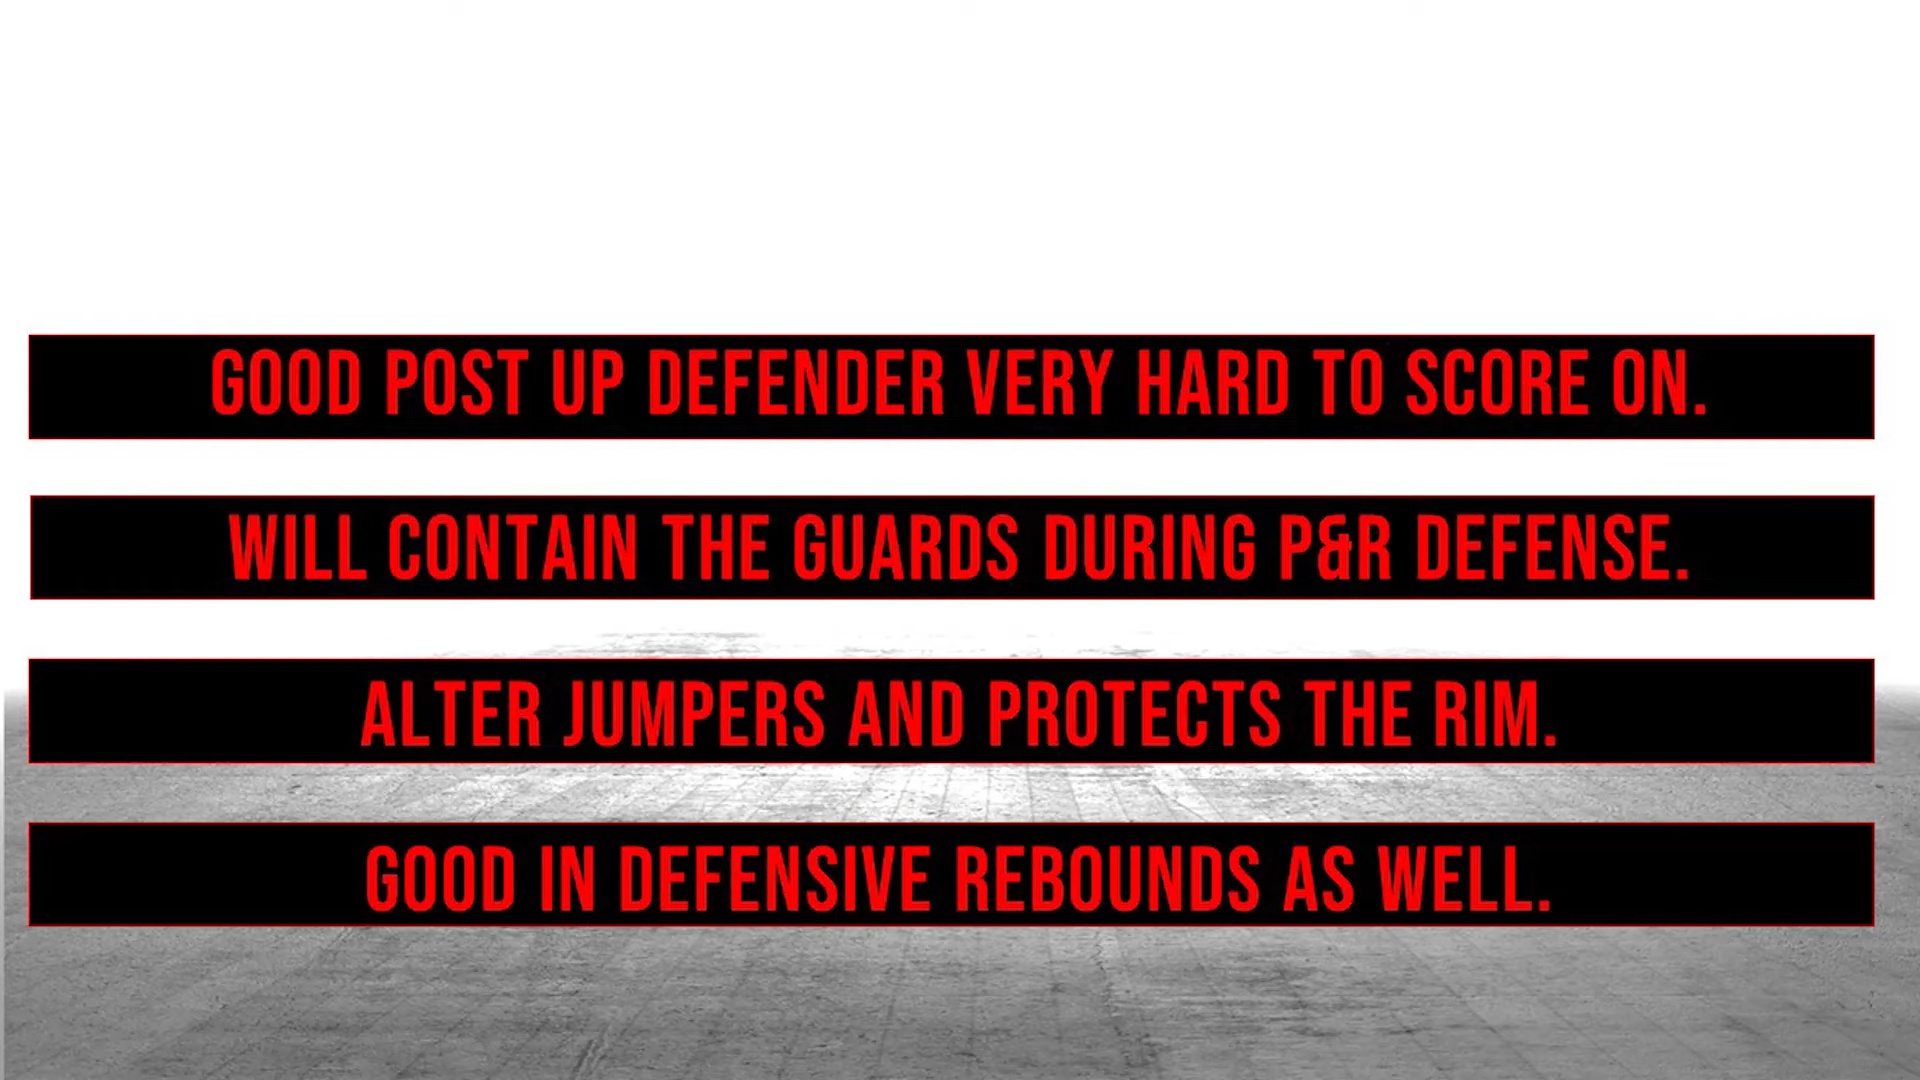 GOOD POST UP DEFENDER VERY HARD TO SCORE ON.
WILL CONTAIN THE GUARDS DURING P&R DEFENSE.
ALTER JUMPERS AND PROTECTS THE RIM.
GOOD IN DEFENSIVE REBOUNDS AS WELL.